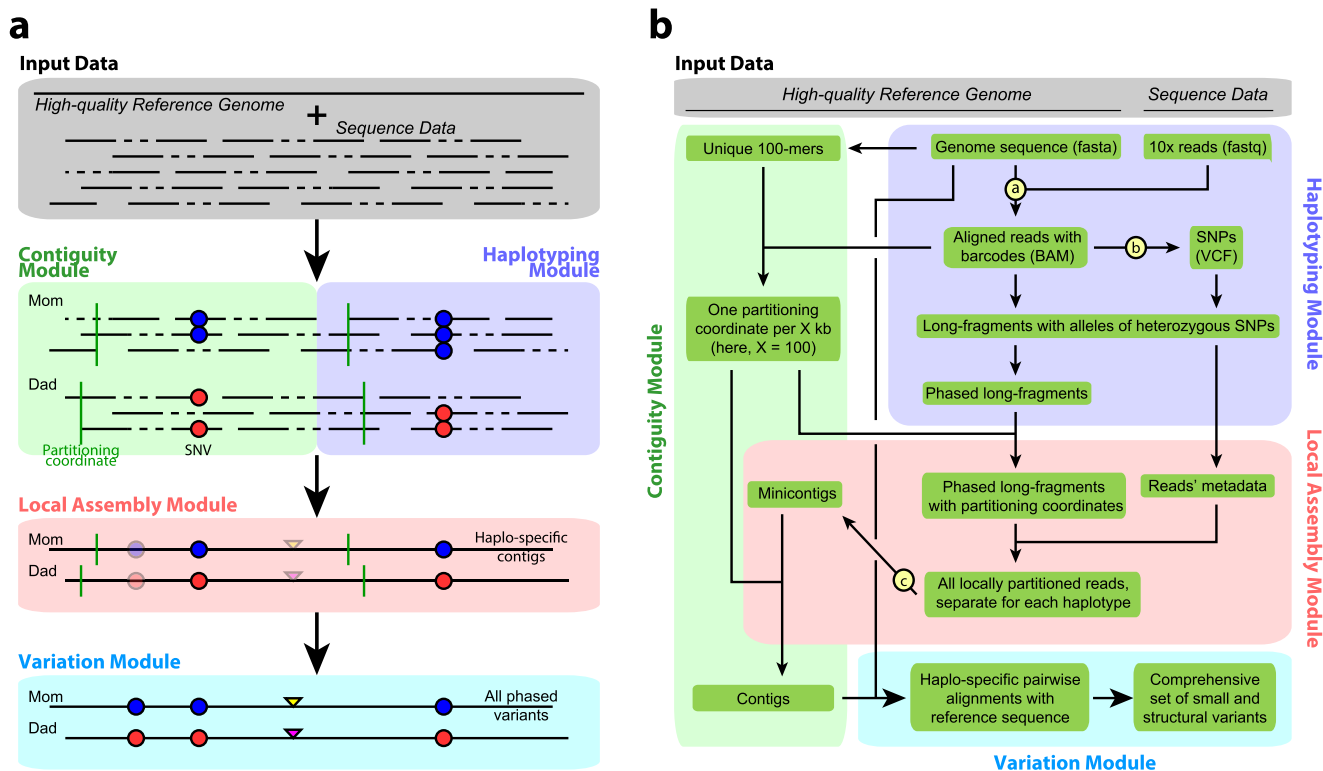 a
Input Data
High-quality Reference Genome
+
Sequence Data
Contiguity
Module
Haplotyping
Module
Mom
Dad
Partitioning
coordinate
SNV
Local Assembly Module
Mom
Haplo-specific
contigs
Dad
Variation Module
Mom
All phased
variants
Dad
b
Input Data
High-quality Reference Genome
Sequence Data
Unique 100-mers
Genome sequence (fasta)
10x reads (fastq)
a
Aligned reads with
barcodes (BAM)
b
SNPs
(VCF)
One partitioning
coordinate per X kb
(here, X = 100)
Long-fragments with alleles of heterozygous SNPs
Phased long-fragments
Haplotyping Module
Contiguity Module
Minicontigs
Phased long-fragments
with partitioning coordinates
Reads' metadata
c
All locally partitioned reads,
separate for each haplotype
Local Assembly Module
Contigs
Haplo-specific pairwise
alignments with
reference sequence
Comprehensive
set of small and
structural variants
Variation Module